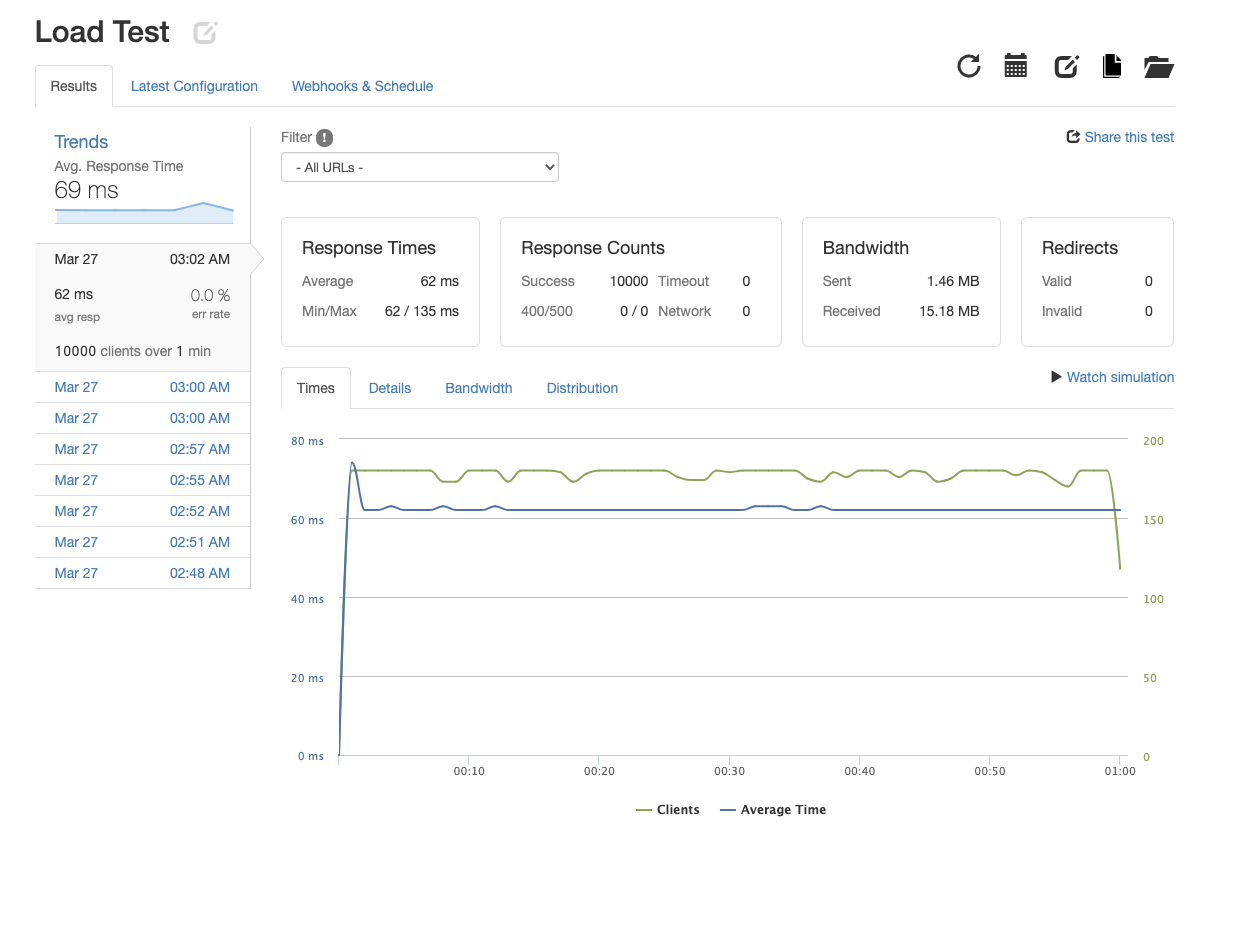 Load Test
Results
Latest Configuration
Webhooks & Schedule
Trends
Avg. Response Time
69 ms
Mar 27 03:02 AM
62 ms 0.0 %
avg resp err rate
10000 clients over 1 min
Mar 27 03:00 AM
Mar 27 03:00 AM
Mar 27 02:57 AM
Mar 27 02:55 AM
Mar 27 02:52 AM
Mar 27 02:51 AM
Mar 27 02:48 AM
Filter !
Share this test
- All URLs -
Response Times
Average 62 ms
Min/Max 62 / 135 ms
Response Counts
Success 10000 Timeout 0
400/500 0 / 0 Network 0
Bandwidth
Sent 1.46 MB
Received 15.18 MB
Redirects
Valid 0
Invalid 0
Times
Details
Bandwidth
Distribution
Watch simulation
80 ms 200
60 ms 150
40 ms 100
20 ms 50
0 ms 0
00:10 00:20 00:30 00:40 00:50 01:00
Clients Average Time